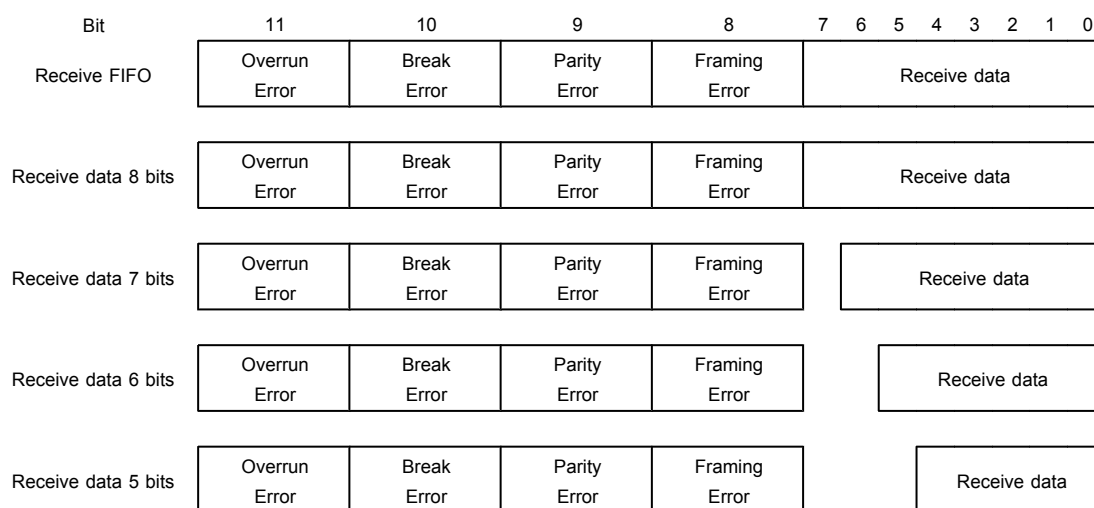 Bit 11 10 9 8 7 6 5 4 3 2 1 0
Receive FIFO Overrun Error Break Error Parity Error Framing Error Receive data
Receive data 8 bits Overrun Error Break Error Parity Error Framing Error Receive data
Receive data 7 bits Overrun Error Break Error Parity Error Framing Error Receive data
Receive data 6 bits Overrun Error Break Error Parity Error Framing Error Receive data
Receive data 5 bits Overrun Error Break Error Parity Error Framing Error Receive data